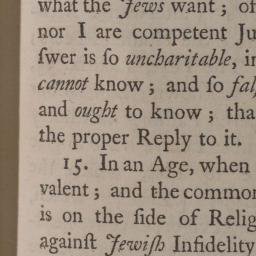 what the Jews want; of
nor I are competent Ju
ſwer is ſo uncharitable, in
cannot know; and ſo fal
and ought to know; tha
the proper Reply to it.
15. In an Age, when
valent; and the common
is on the ſide of Relig
againſt Jewiſh Infidelity